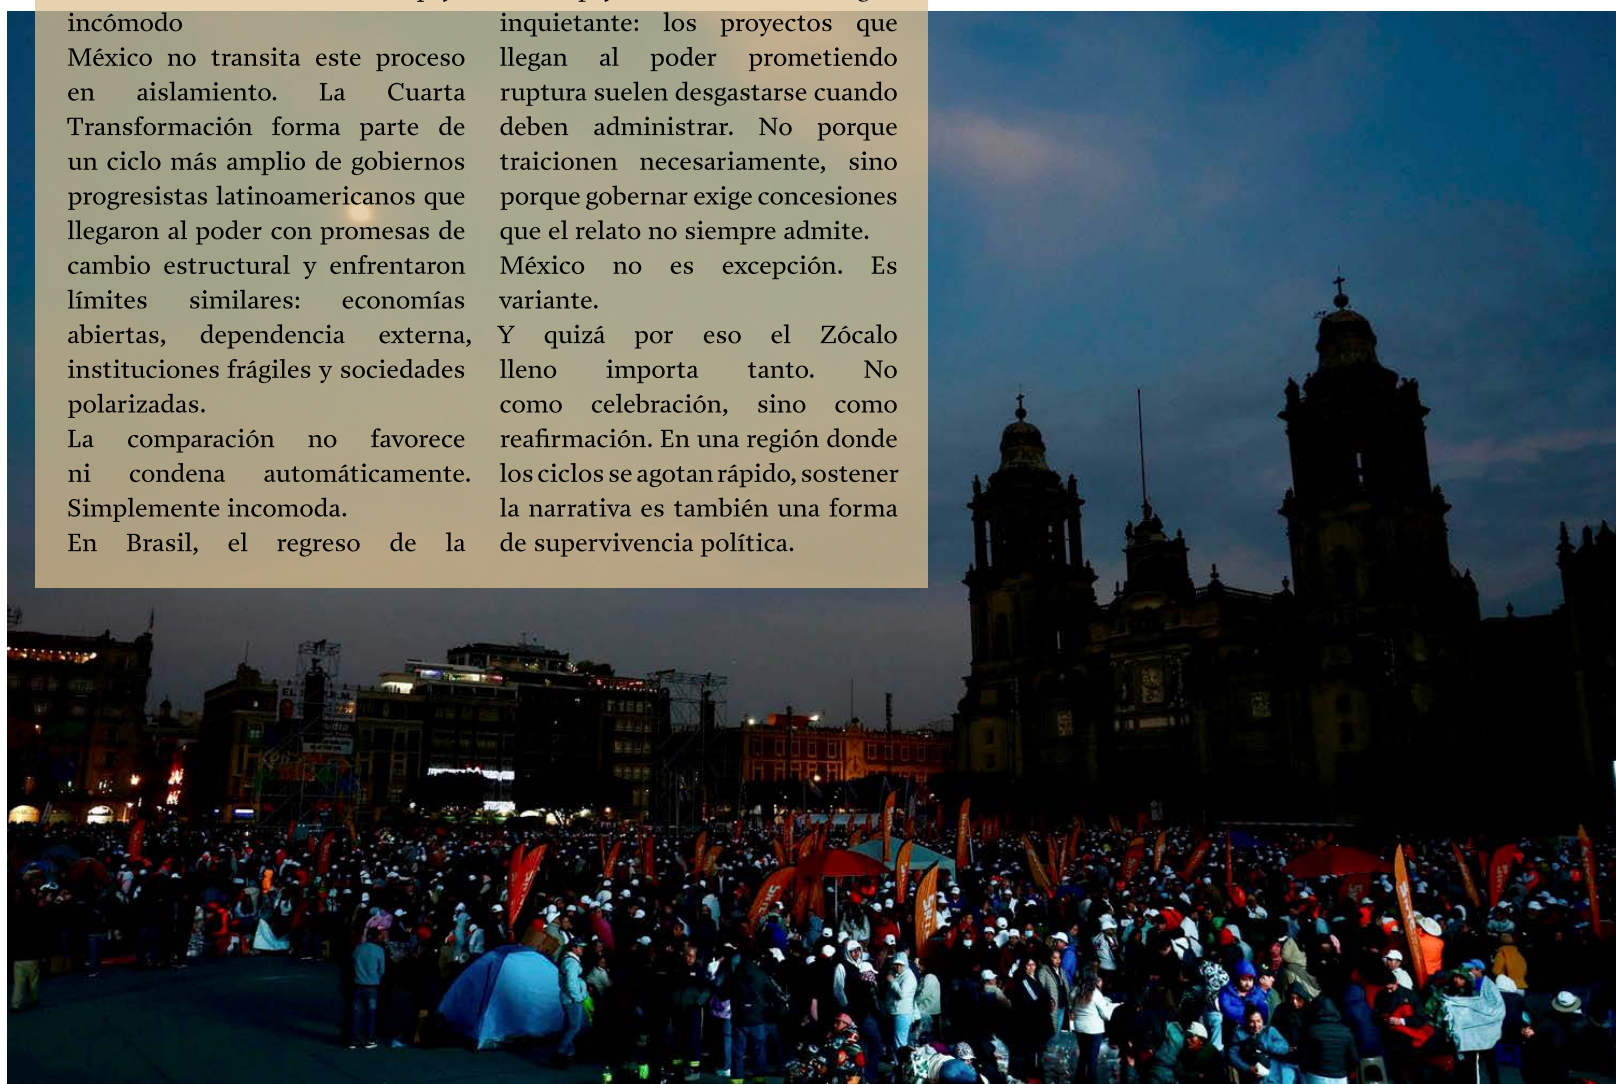 incómodo
México no transita este proceso
en aislamiento. La Cuarta
Transformación forma parte de
un ciclo más amplio de gobiernos
progresistas latinoamericanos que
llegaron al poder con promesas de
cambio estructural y enfrentaron
límites similares: economías
abiertas, dependencia externa,
instituciones frágiles y sociedades
polarizadas.
La comparación no favorece
ni condena automáticamente.
Simplemente incomoda.
En Brasil, el regreso de la
inquietante: los proyectos que
llegan al poder prometiendo
ruptura suelen desgastarse cuando
deben administrar. No porque
traicionen necesariamente, sino
porque gobernar exige concesiones
que el relato no siempre admite.
México no es excepción. Es
variante.
Y quizá por eso el Zócalo
lleno importa tanto. No
como celebración, sino como
reafirmación. En una región donde
los ciclos se agotan rápido, sostener
la narrativa es también una forma
de supervivencia política.